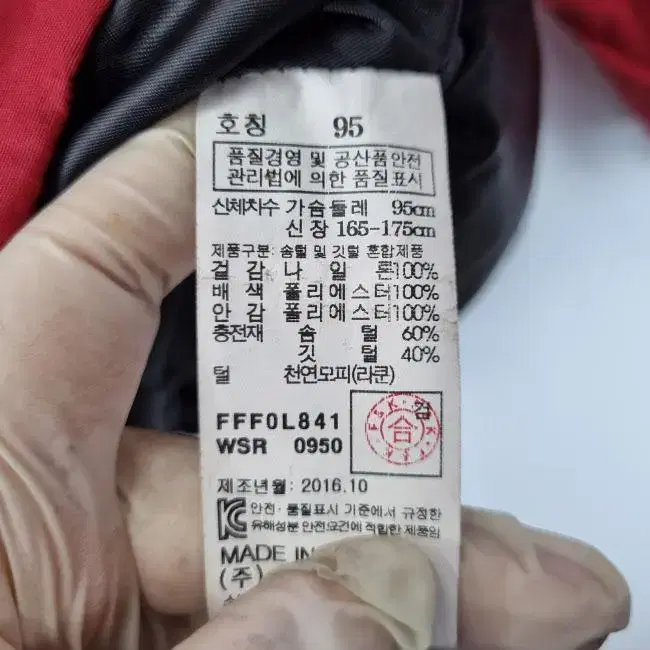 호칭 95
품질경영 및 공산품안전
관리법에 의한 품질표시
신체치수 가슴둘레 95cm
신장 165-175cm
제품구분: 솜털 및 깃털 혼합제품
겉감 나일론100%
배색 폴리에스터100%
안감 폴리에스터100%
충전재 솜털 60%
깃털 40%
털 천연모피(라쿤)
FFF0L841
WSR 0950
검
F.S.K
合
제조년월: 2016.10
안전·품질표시 기준에서 규정한
유해성분 안전요건에 적합한 제품임
MADE IN
(주)